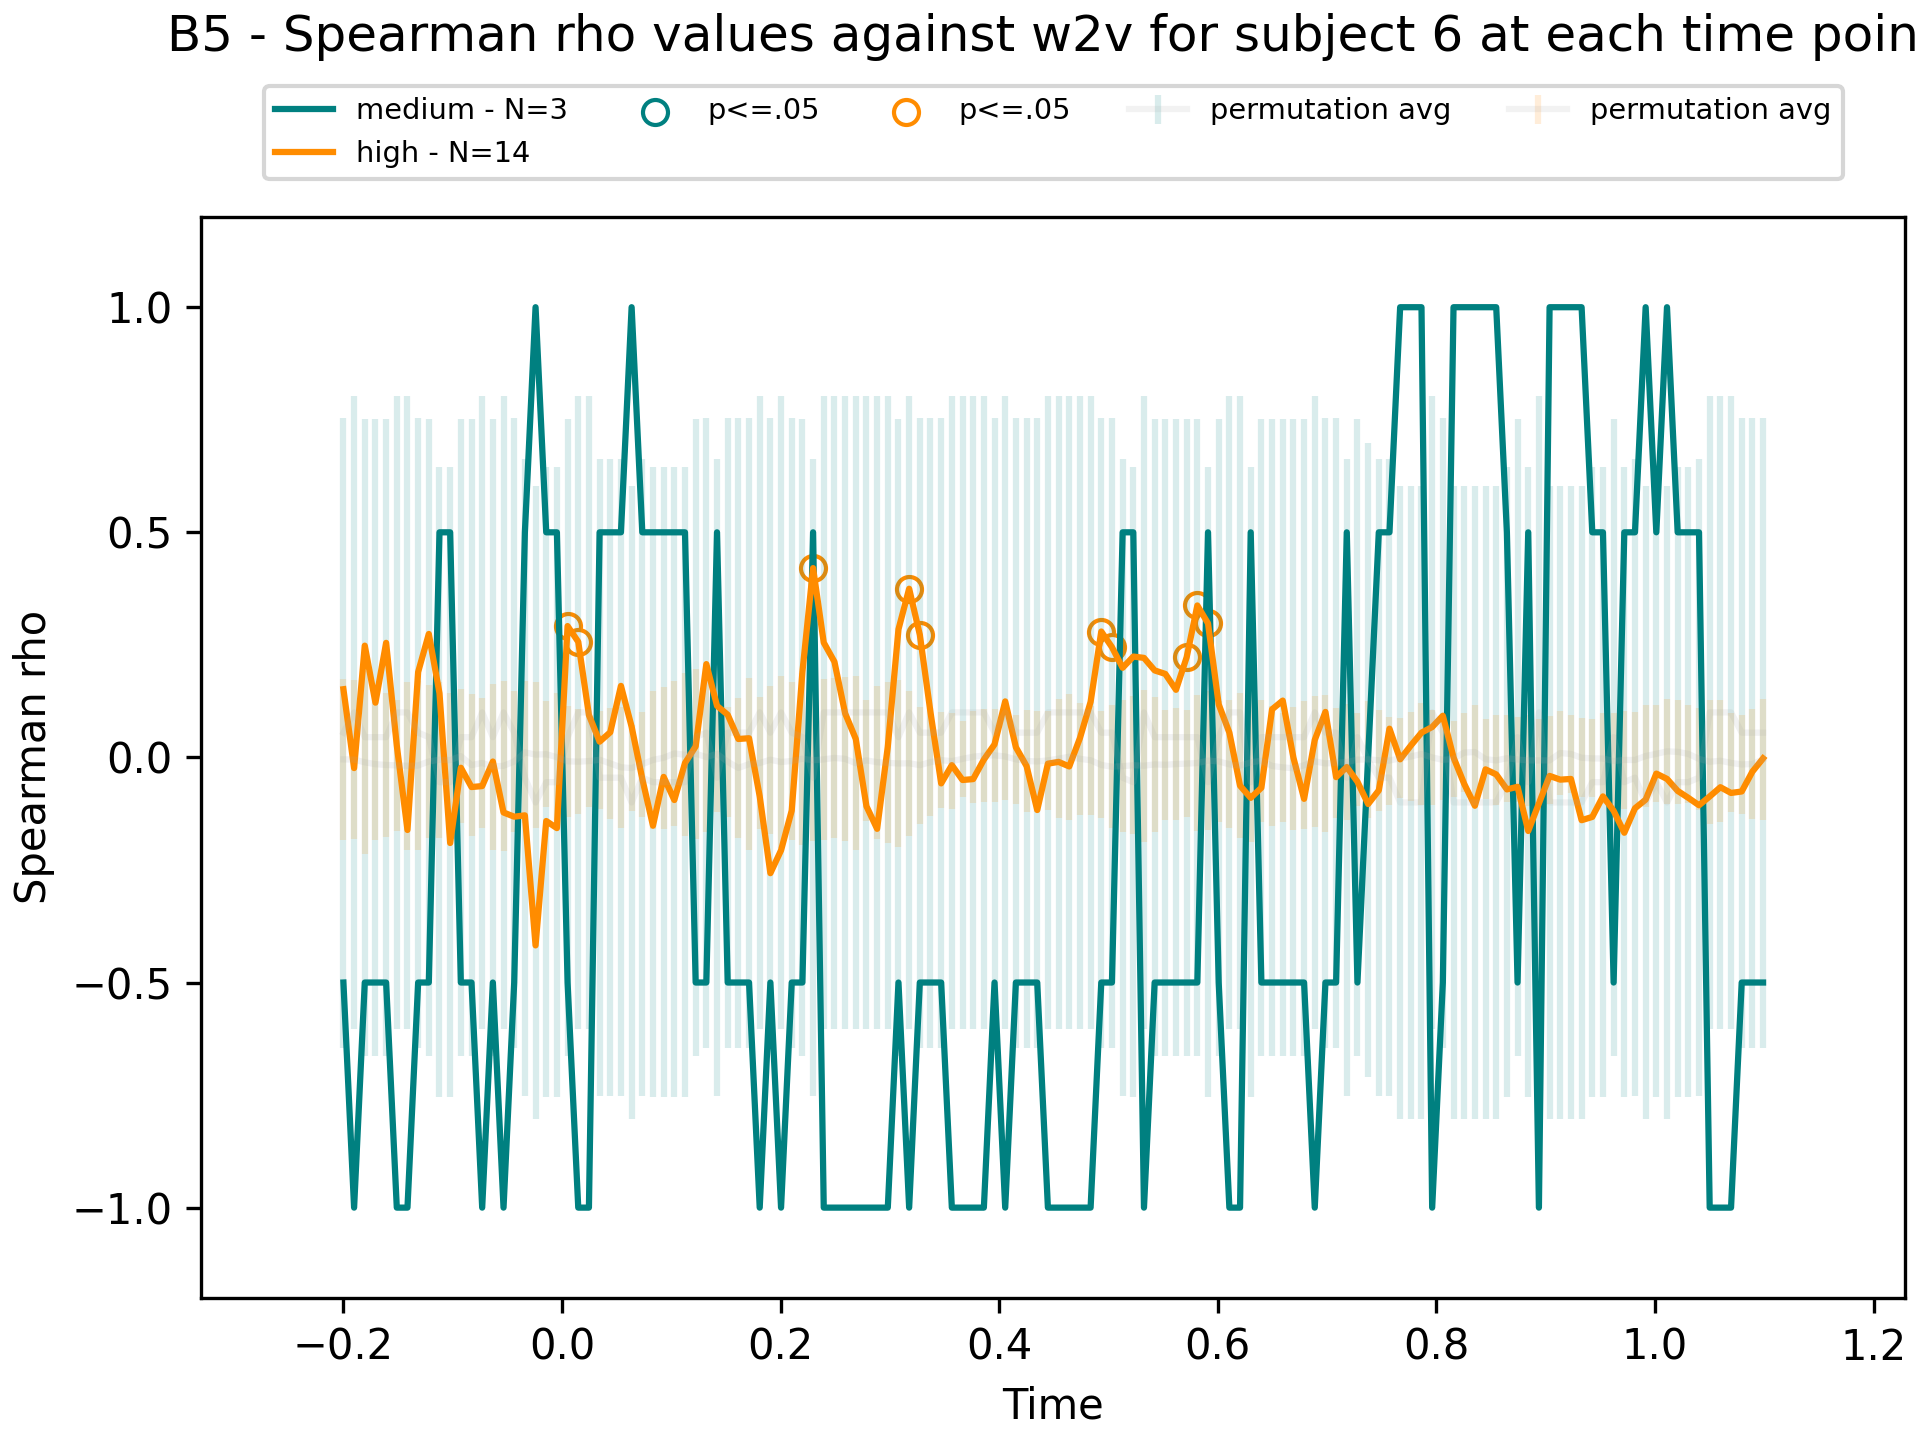 B5 - Spearman rho values against w2v for subject 6 at each time poin
medium - N=3 p<=.05 p<=.05 permutation avg permutation avg
high - N=14
1.0
0.5
0.0
−0.5
−1.0
Spearman rho
−0.2 0.0 0.2 0.4 0.6 0.8 1.0 1.2
Time